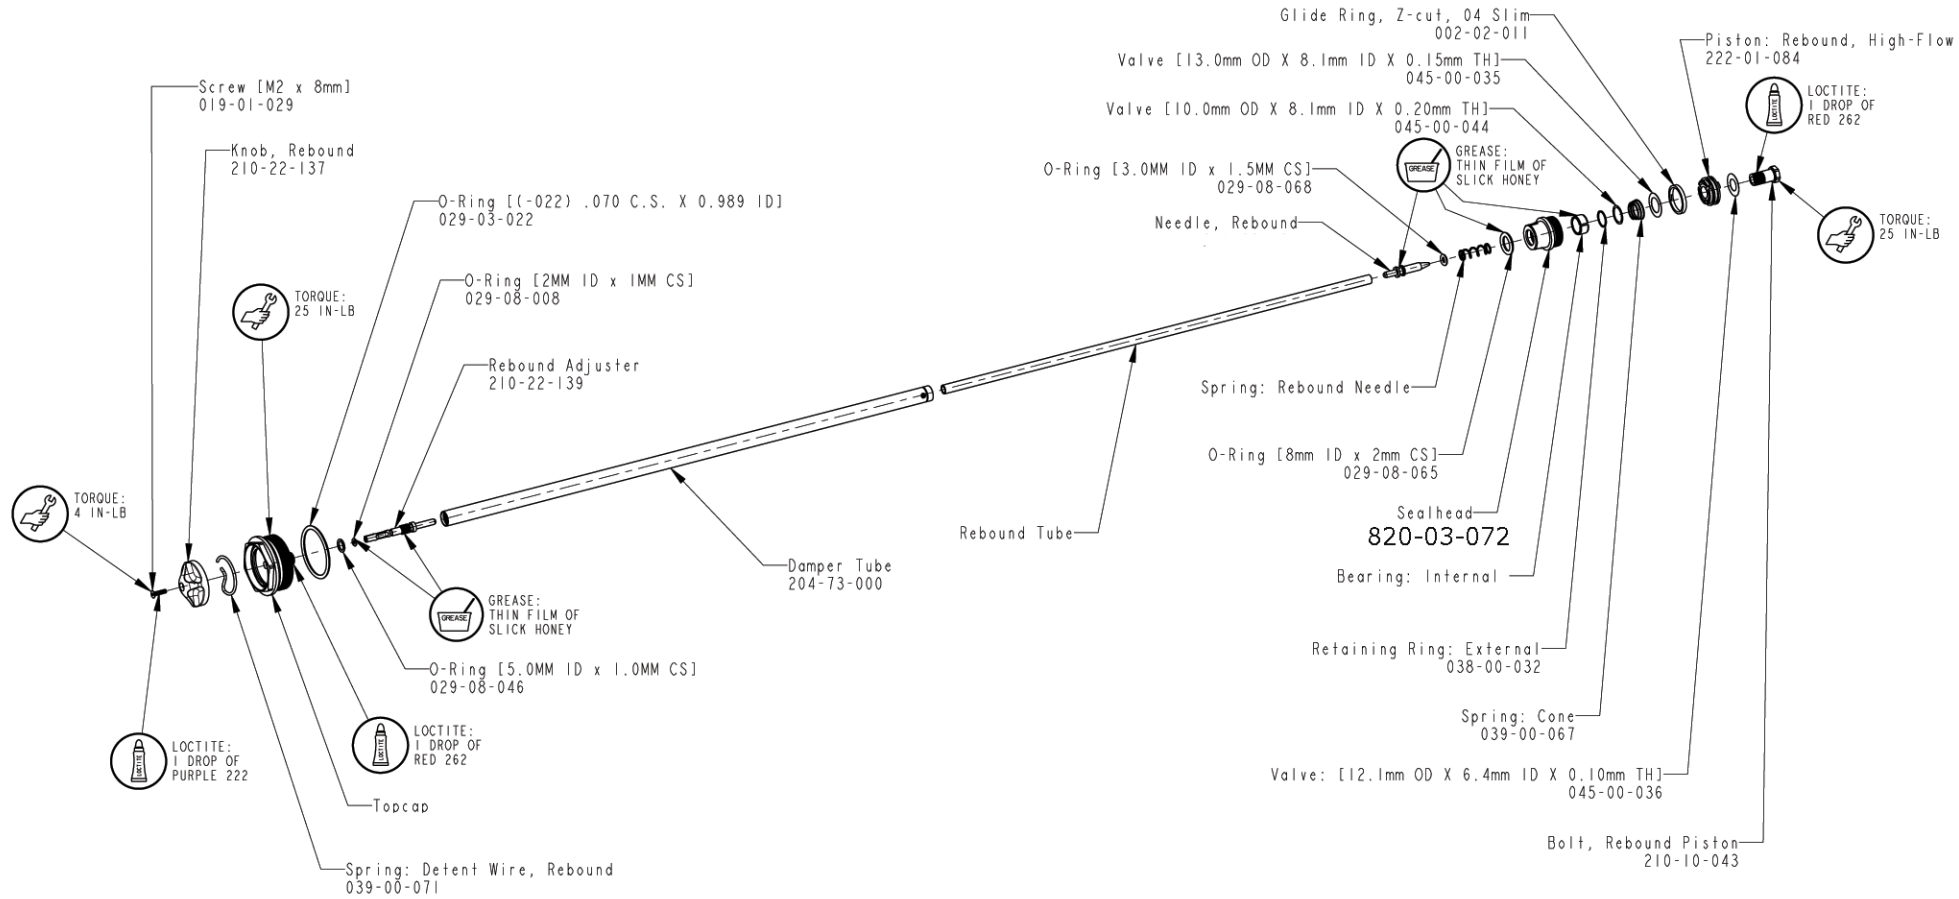 Glide Ring, Z-cut, 04 Slim
002-02-011
Piston: Rebound, High-Flow
222-01-084
Valve [13.0mm OD X 8.1mm ID X 0.15mm TH]
045-00-035
Screw [M2 x 8mm]
019-01-029
LOCTITE:
1 DROP OF
RED 262
LOCTITE
Valve [10.0mm OD X 8.1mm ID X 0.20mm TH]
045-00-044
Knob, Rebound
210-22-137
GREASE:
THIN FILM OF
SLICK HONEY
GREASE
O-Ring [3.0MM ID x 1.5MM CS]
029-08-068
O-Ring [(-022) .070 C.S. X 0.989 ID]
029-03-022
Needle, Rebound
TORQUE:
25 IN-LB
O-Ring [2MM ID x 1MM CS]
029-08-008
TORQUE:
25 IN-LB
Rebound Adjuster
210-22-139
Spring: Rebound Needle
O-Ring [8mm ID x 2mm CS]
029-08-065
TORQUE:
4 IN-LB
Sealhead
820-03-072
Rebound Tube
Damper Tube
204-73-000
Bearing: Internal
GREASE:
THIN FILM OF
SLICK HONEY
GREASE
Retaining Ring: External
038-00-032
O-Ring [5.0MM ID x 1.0MM CS]
029-08-046
Spring: Cone
039-00-067
LOCTITE:
1 DROP OF
RED 262
LOCTITE
LOCTITE:
1 DROP OF
PURPLE 222
LOCTITE
Valve: [12.1mm OD X 6.4mm ID X 0.10mm TH]
045-00-036
Topcap
Bolt, Rebound Piston
210-10-043
Spring: Detent Wire, Rebound
039-00-071